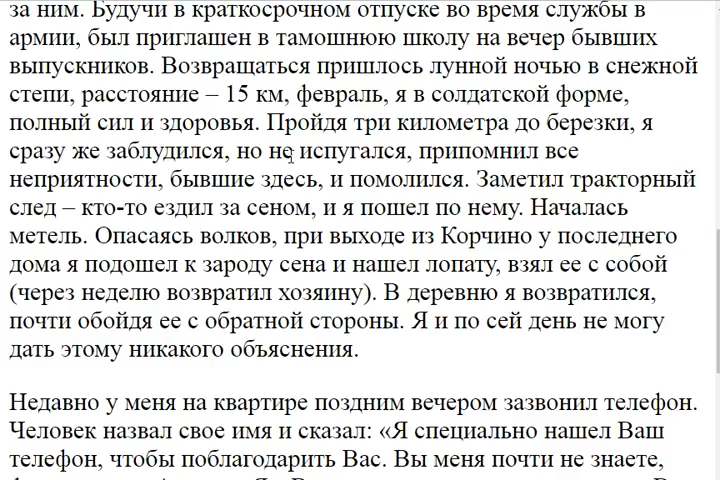 за ним. Будучи в краткосрочном отпуске во время службы в
армии, был приглашен в тамошнюю школу на вечер бывших
выпускников. Возвращаться пришлось лунной ночью в снежной
степи, расстояние – 15 км, февраль, я в солдатской форме,
полный сил и здоровья. Пройдя три километра до березки, я
сразу же заблудился, но не испугался, припомнил все
неприятности, бывшие здесь, и помолился. Заметил тракторный
след – кто-то ездил за сеном, и я пошел по нему. Началась
метель. Опасаясь волков, при выходе из Корчино у последнего
дома я подошел к зароду сена и нашел лопату, взял ее с собой
(через неделю возвратил хозяину). В деревню я возвратился,
почти обойдя ее с обратной стороны. Я и по сей день не могу
дать этому никакого объяснения.
Недавно у меня на квартире поздним вечером зазвонил телефон.
Человек назвал свое имя и сказал: «Я специально нашел Ваш
телефон, чтобы поблагодарить Вас. Вы меня почти не знаете,